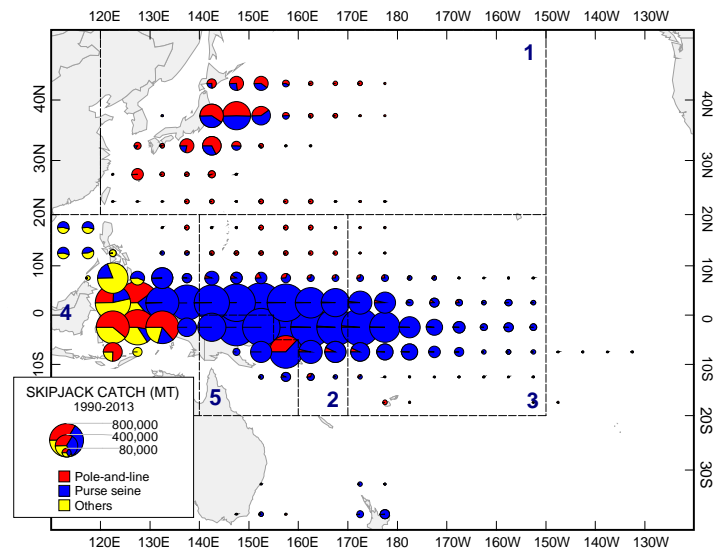 120E 130E 140E 150E 160E 170E 180 170W 160W 150W 140W 130W
1
40N 40N
30N 30N
20N 20N
10N 10N
0 0
4
10S 10S
5 2 3
20S
30S
SKIPJACK CATCH (MT)
1990-2013
800,000
400,000
80,000
Pole-and-line
Purse seine
Others
120E 130E 140E 150E 160E 170E 180 170W 160W 150W 140W 130W